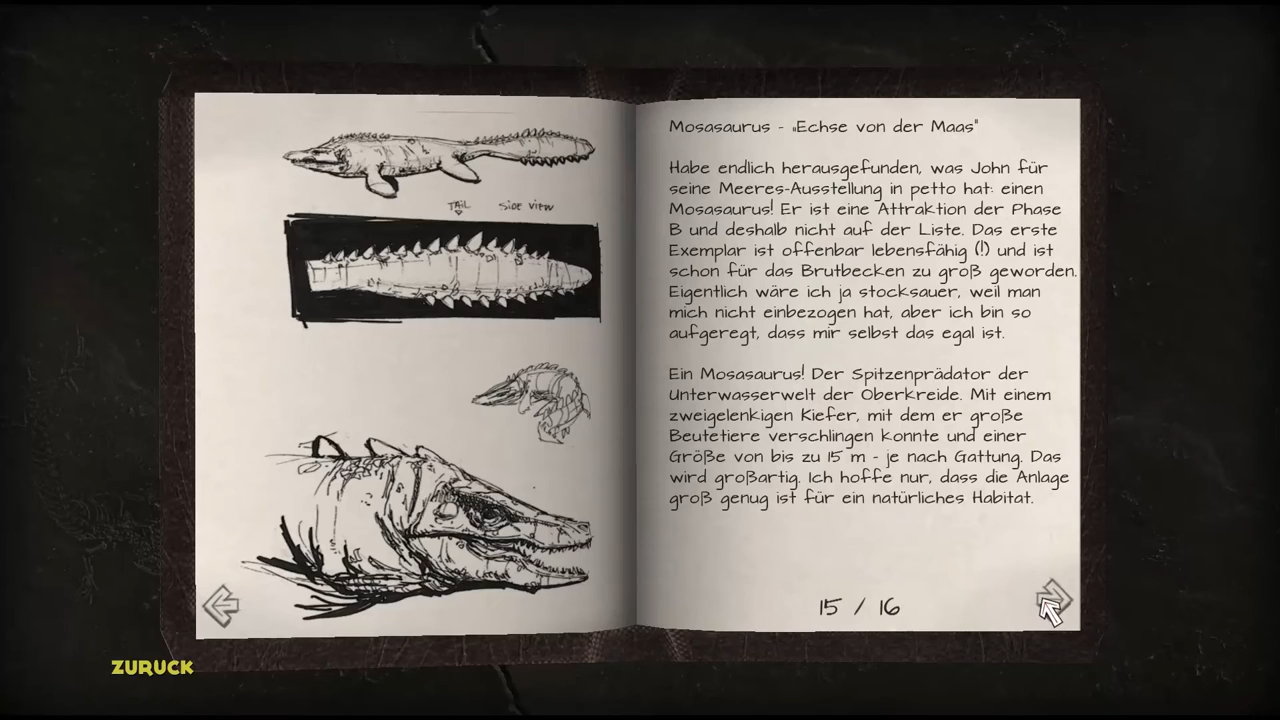 TAIL SIDE VIEW
Mosasaurus - „Echse von der Maas"
Habe endlich herausgefunden, was John für
seine Meeres-Ausstellung in petto hat: einen
Mosasaurus! Er ist eine Attraktion der Phase
B und deshalb nicht auf der Liste. Das erste
Exemplar ist offenbar lebensfähig (!) und ist
schon für das Brutbecken zu groß geworden.
Eigentlich wäre ich ja stocksauer, weil man
mich nicht einbezogen hat, aber ich bin so
aufgeregt, dass mir selbst das egal ist.
Ein Mosasaurus! Der Spitzenprädator der
Unterwasserwelt der Oberkreide. Mit einem
zweigelenkigen Kiefer, mit dem er große
Beutetiere verschlingen konnte und einer
Größe von bis zu 15 m - je nach Gattung. Das
wird großartig. Ich hoffe nur, dass die Anlage
groß genug ist für ein natürliches Habitat.
15 / 16
ZURÜCK